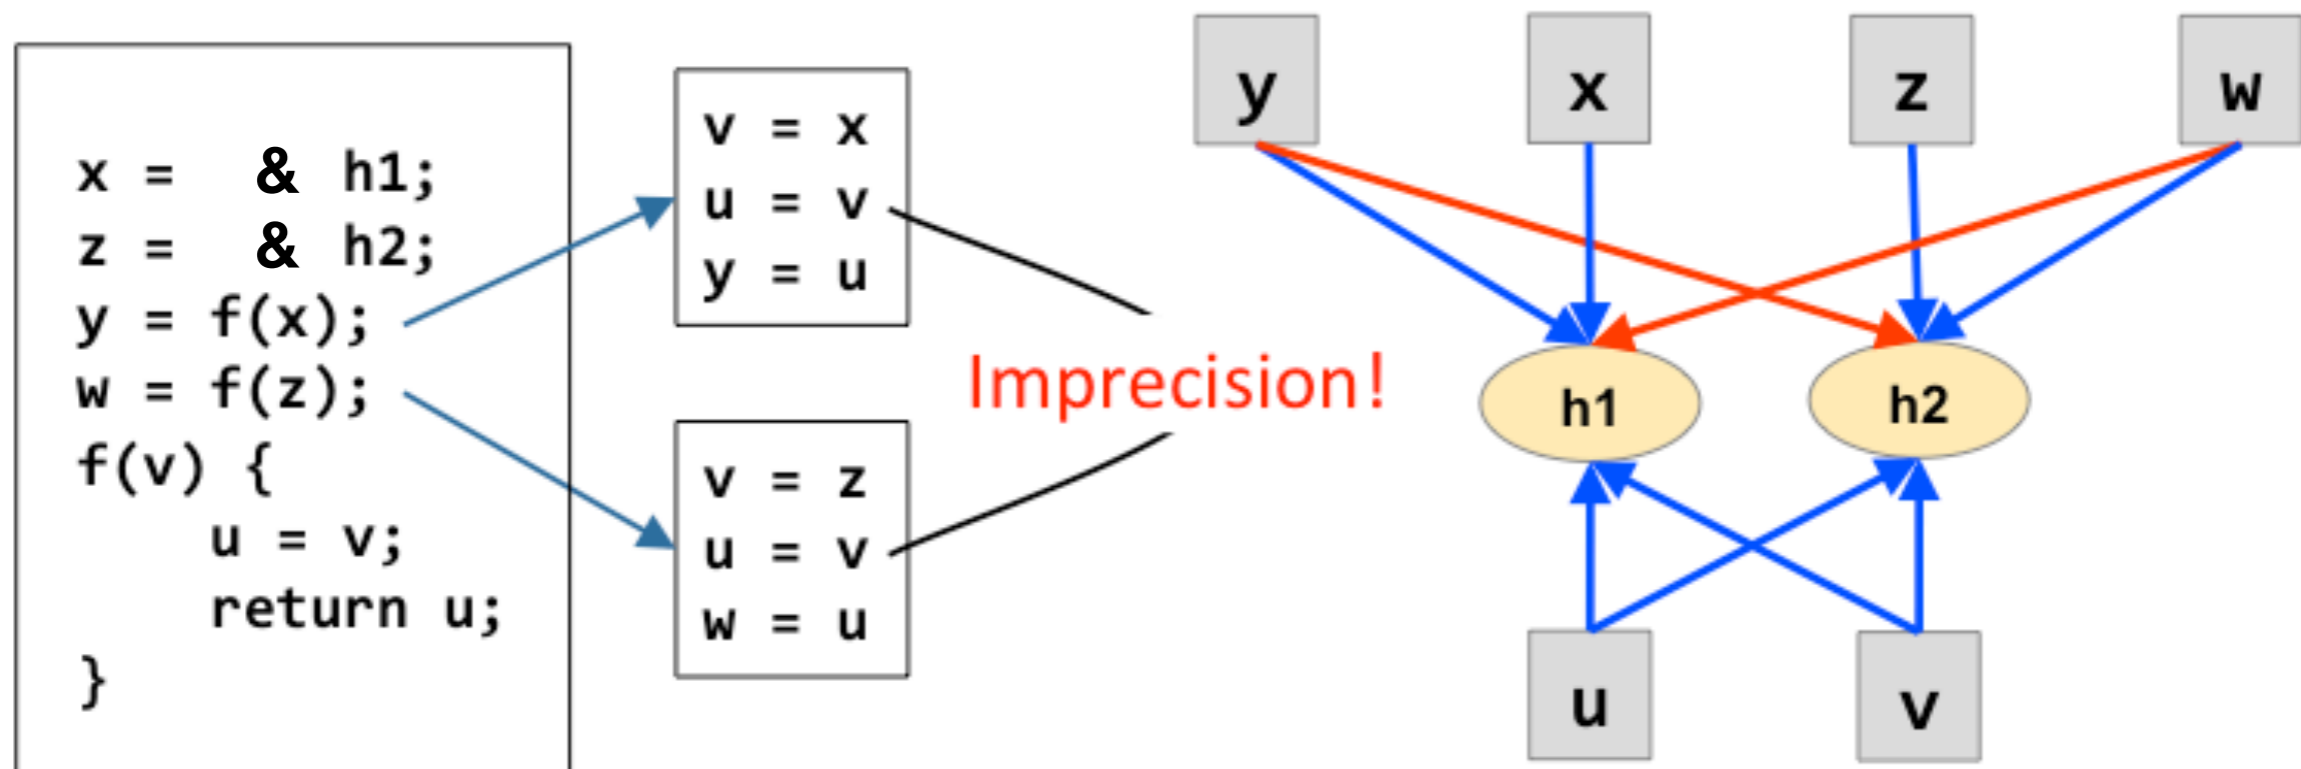 x = & h1;
z = & h2;
y = f(x);
w = f(z);
f(v) {
u = v;
return u;
}
v = x
u = v
y = u
v = z
u = v
w = u
Imprecision!
y x z w
h1 h2
u v